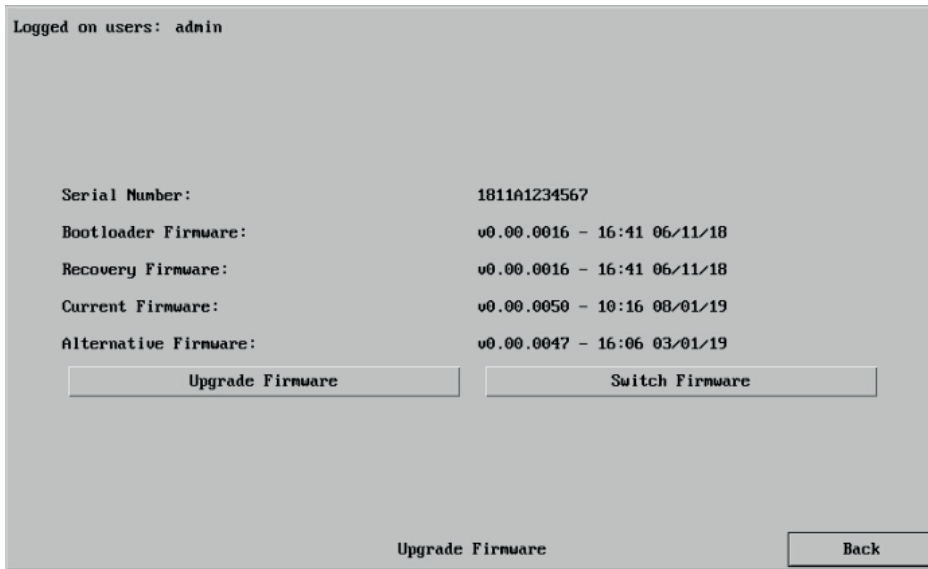 Logged on users: admin
Serial Number: 1811A1234567
Bootloader Firmware: v0.00.0016 - 16:41 06/11/18
Recovery Firmware: v0.00.0016 - 16:41 06/11/18
Current Firmware: v0.00.0050 - 10:16 08/01/19
Alternative Firmware: v0.00.0047 - 16:06 03/01/19
Upgrade Firmware Switch Firmware
Upgrade Firmware Back